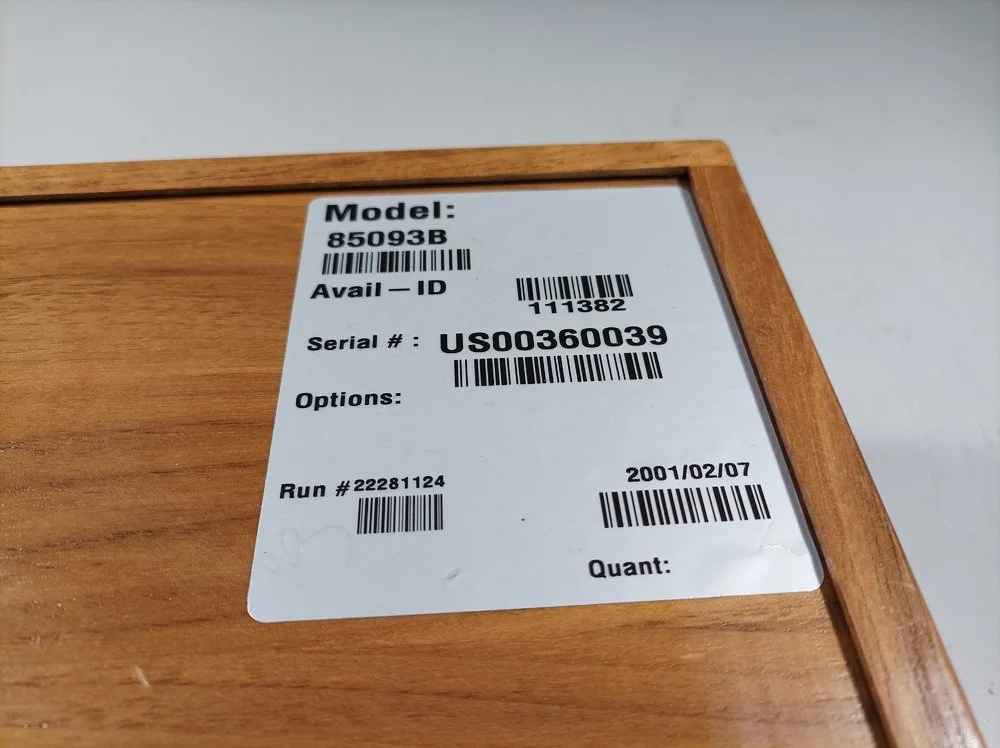 Model:
85093B
Avail – ID
111382
Serial # : US00360039
Options:
Run # 22281124
2001/02/07
Quant: